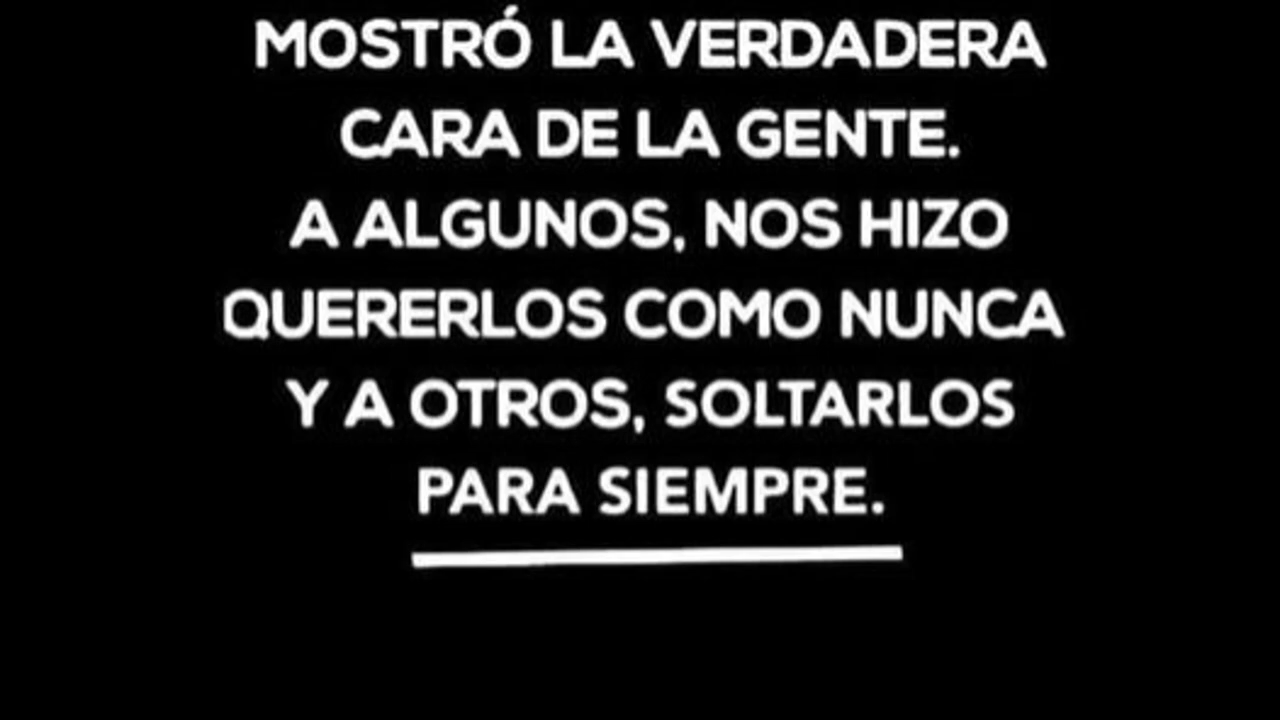 MOSTRÓ LA VERDADERA
CARA DE LA GENTE.
A ALGUNOS, NOS HIZO
QUERERLOS COMO NUNCA
Y A OTROS, SOLTARLOS
PARA SIEMPRE.